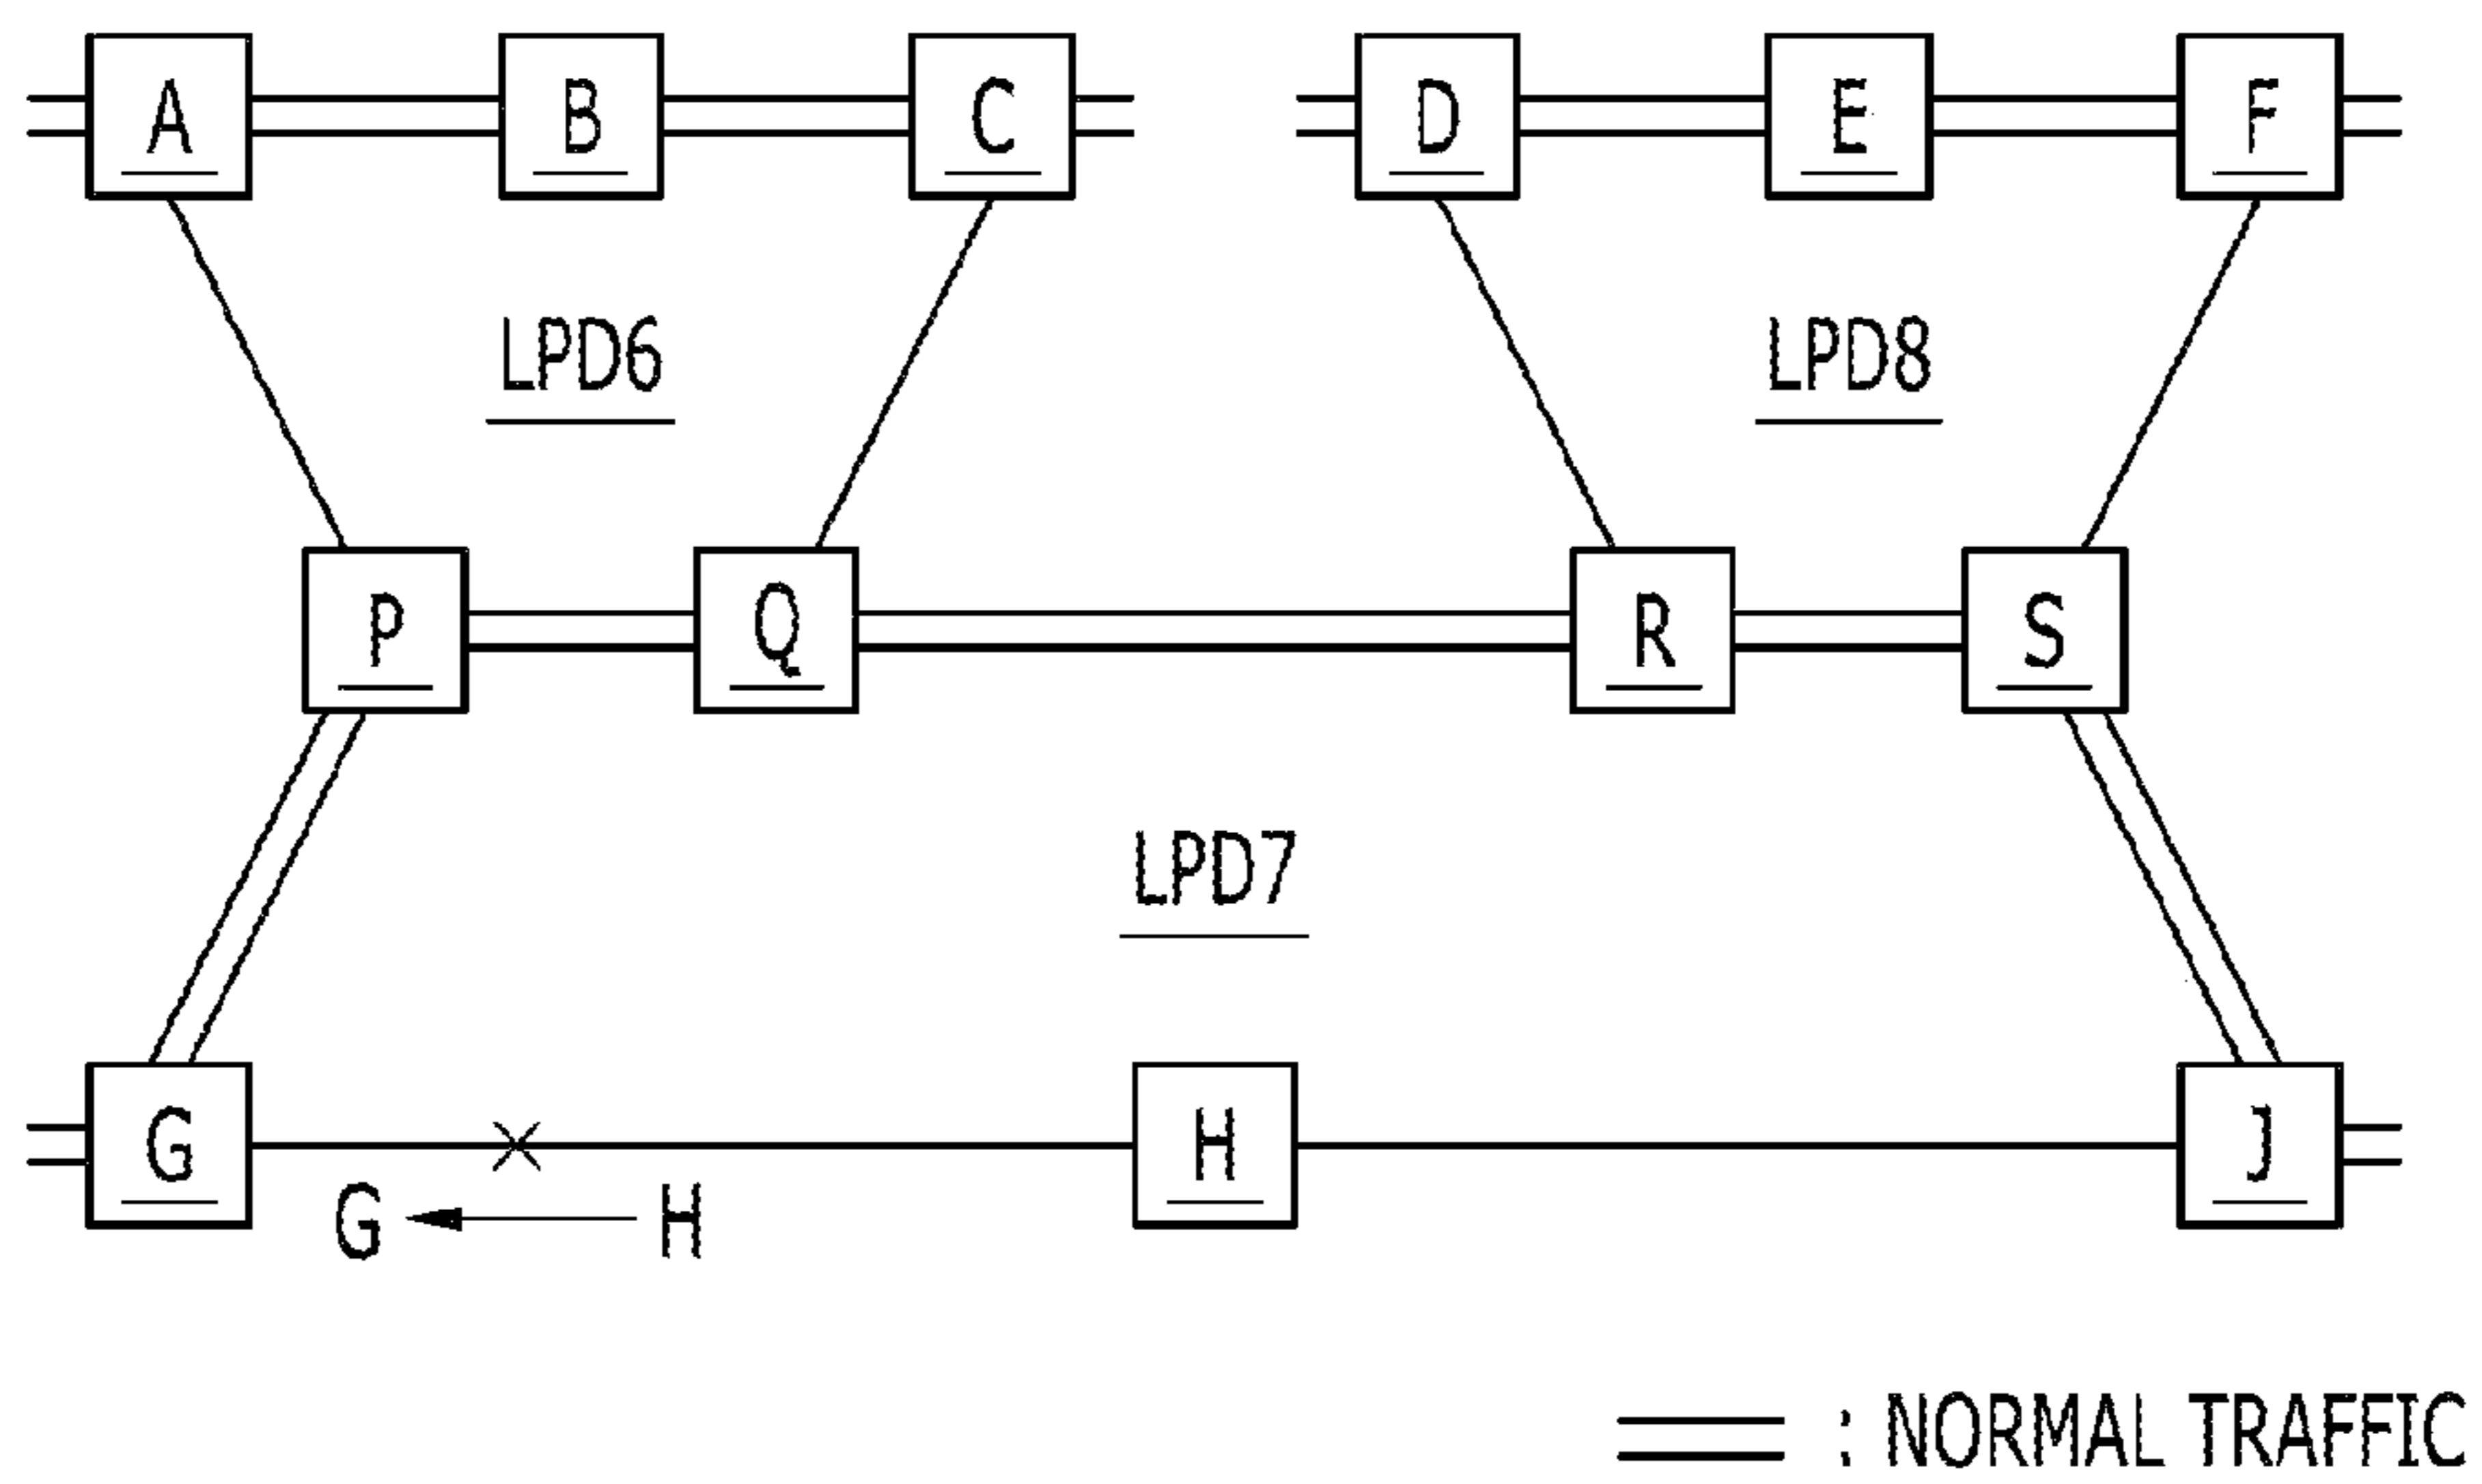 A B C D E F
LPD6 LPD8
P Q R S
LPD7
G H J
G H
: NORMAL TRAFFIC